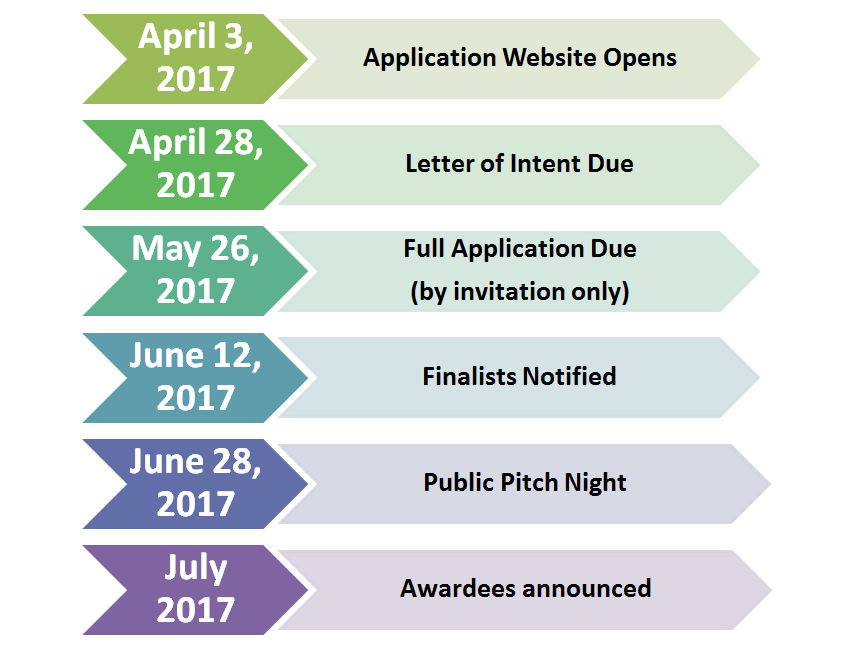 April 3,
2017
Application Website Opens
April 28,
2017
Letter of Intent Due
May 26,
2017
Full Application Due
(by invitation only)
June 12,
2017
Finalists Notified
June 28,
2017
Public Pitch Night
July
2017
Awardees announced